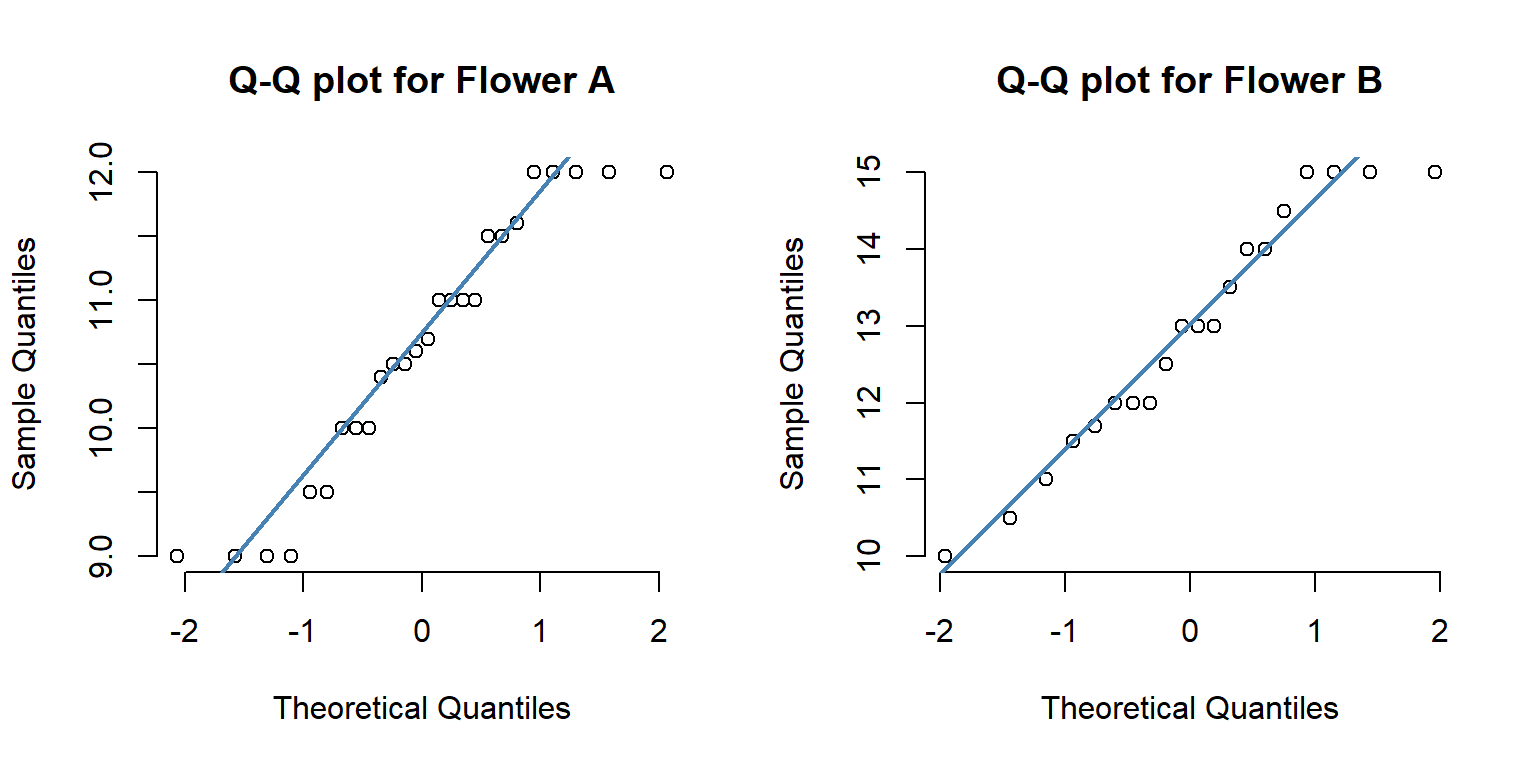 Q-Q plot for Flower A
Sample Quantiles
12.0
11.0
10.0
9.0
-2 -1 0 1 2
Theoretical Quantiles
Q-Q plot for Flower B
Sample Quantiles
15
14
13
12
11
10
-2 -1 0 1 2
Theoretical Quantiles